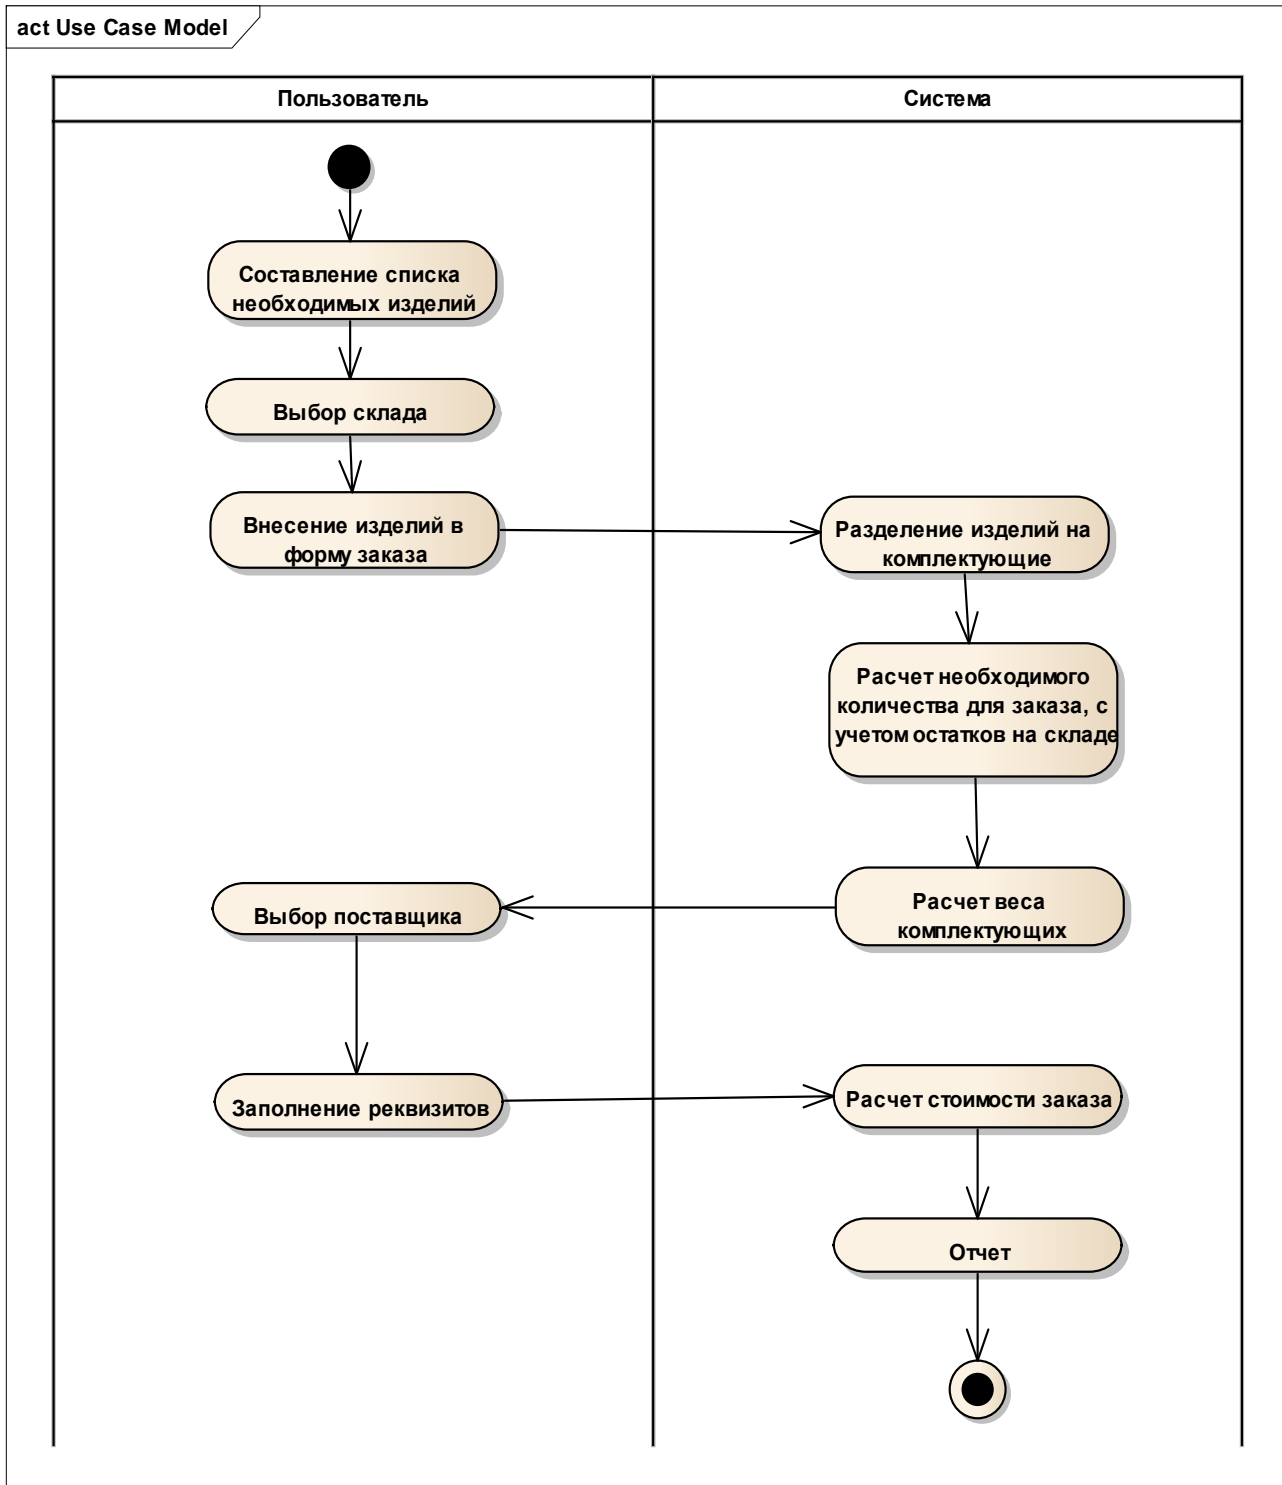 act Use Case Model
Пользователь
Система
Составление списка
необходимых изделий
Выбор склада
Внесение изделий в
форму заказа
Разделение изделий на
комплектующие
Расчет необходимого
количества для заказа, с
учетом остатков на складе
Расчет веса
комплектующих
Выбор поставщика
Заполнение реквизитов
Расчет стоимости заказа
Отчет